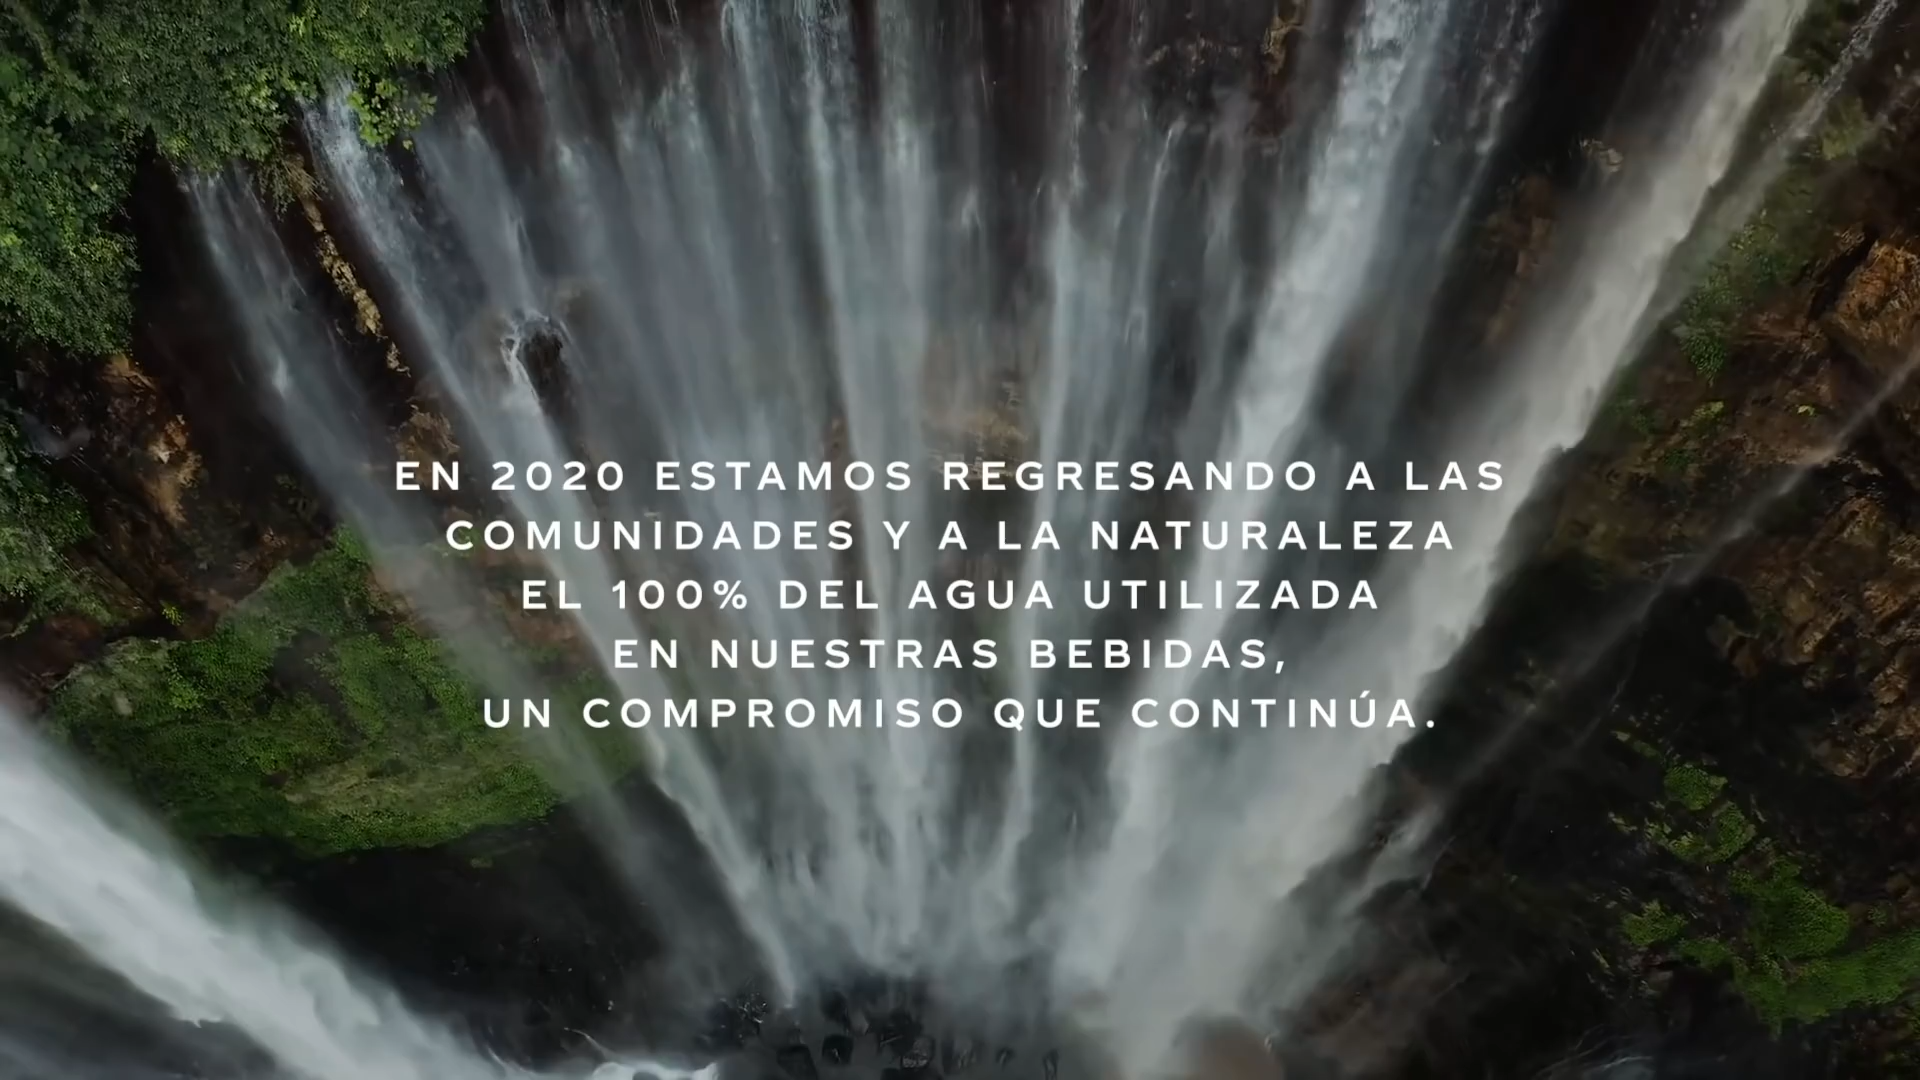 EN 2020 ESTAMOS REGRESANDO A LAS
COMUNIDADES Y A LA NATURALEZA
EL 100% DEL AGUA UTILIZADA
EN NUESTRAS BEBIDAS,
UN COMPROMISO QUE CONTINÚA.